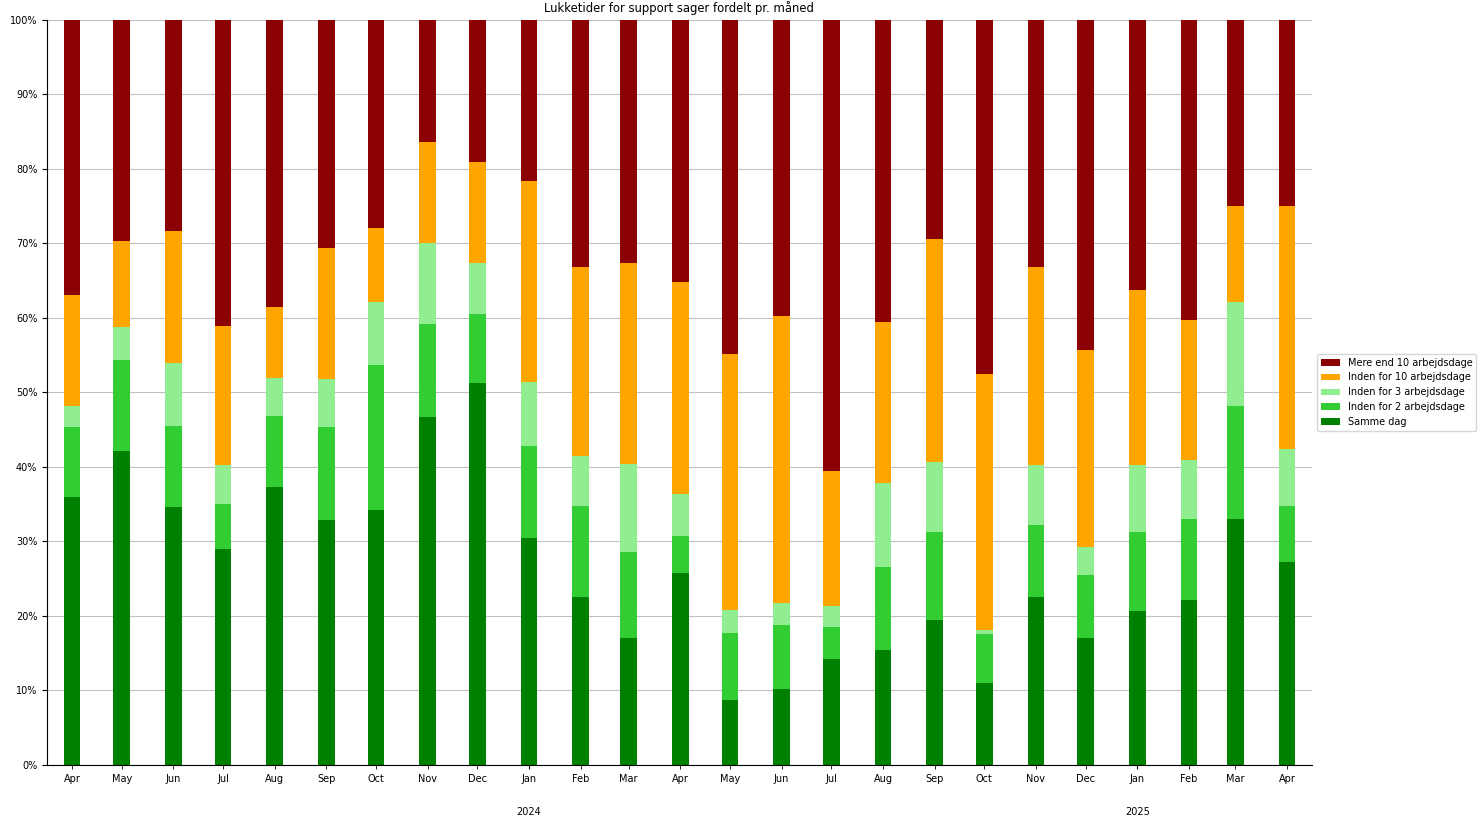 Lukketider for support sager fordelt pr. måned
100%
90%
80%
70%
60%
50%
40%
30%
20%
10%
0%
Apr May Jun Jul Aug Sep Oct Nov Dec Jan Feb Mar Apr May Jun Jul Aug Sep Oct Nov Dec Jan Feb Mar Apr
2024 2025
Mere end 10 arbejdsdage
Inden for 10 arbejdsdage
Inden for 3 arbejdsdage
Inden for 2 arbejdsdage
Samme dag